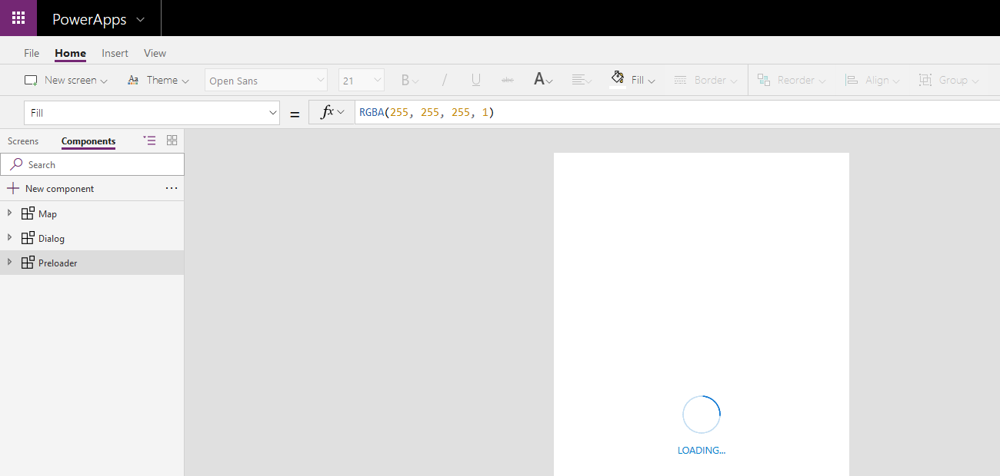 PowerApps
File Home Insert View
New screen Aa Theme Open Sans 21 B / U abc A Fill Border Reorder Align Group
Fill = fx RGBA(255, 255, 255, 1)
Screens Components
Search
New component ...
Map
Dialog
Preloader
LOADING...